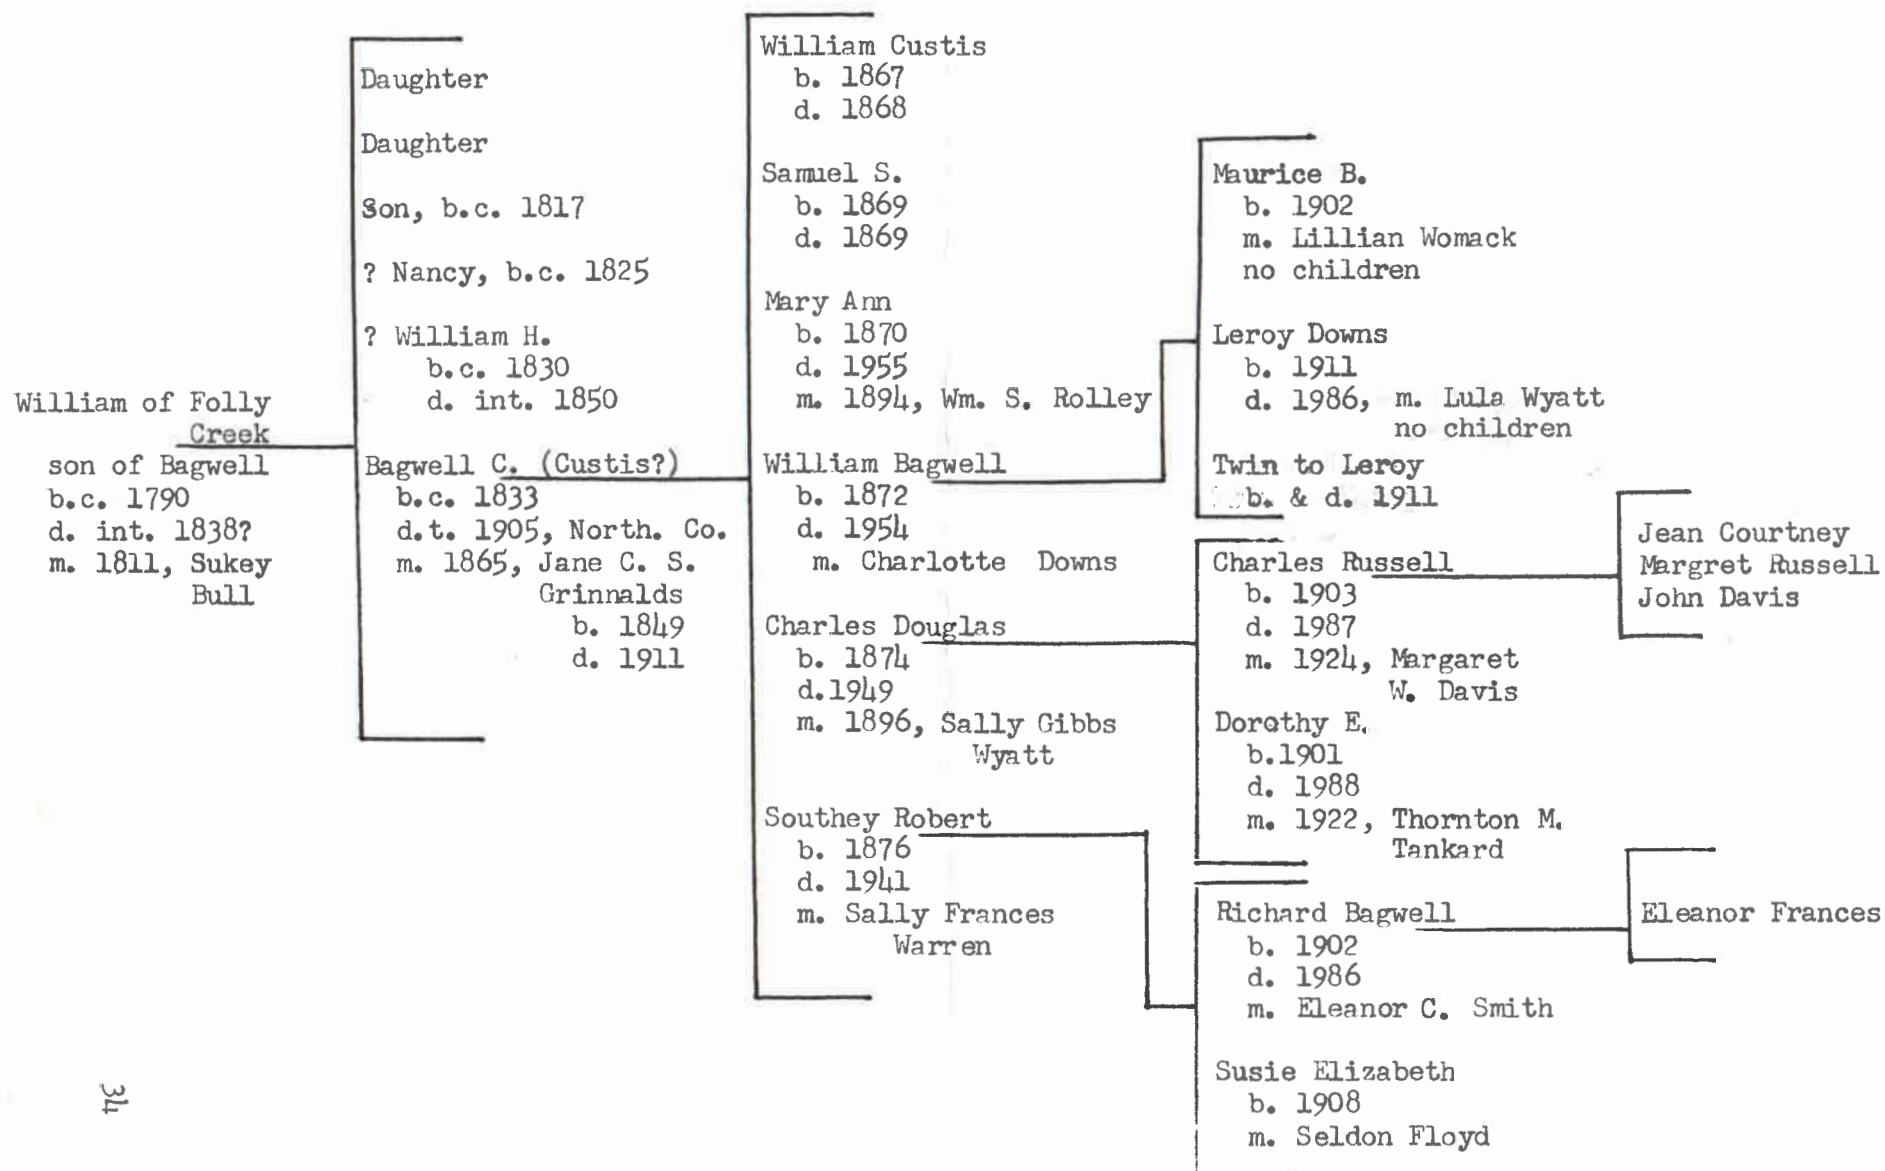 William of Folly
Creek
son of Bagwell
b.c. 1790
d. int. 1838?
m. 1811, Sukey
Bull
Daughter
Daughter
Son, b.c. 1817
? Nancy, b.c. 1825
? William H.
b.c. 1830
d. int. 1850
Bagwell C. (Custis?)
b.c. 1833
d.t. 1905, North. Co.
m. 1865, Jane C. S.
Grinnalds
b. 1849
d. 1911
William Custis
b. 1867
d. 1868
Samuel S.
b. 1869
d. 1869
Mary Ann
b. 1870
d. 1955
m. 1894, Wm. S. Rolley
William Bagwell
b. 1872
d. 1954
m. Charlotte Downs
Charles Douglas
b. 1874
d.1949
m. 1896, Sally Gibbs
Wyatt
Southey Robert
b. 1876
d. 1941
m. Sally Frances
Warren
Maurice B.
b. 1902
m. Lillian Womack
no children
Leroy Downs
b. 1911
d. 1986, m. Lula Wyatt
no children
Twin to Leroy
b. & d. 1911
Charles Russell
b. 1903
d. 1987
m. 1924, Margaret
W. Davis
Dorothy E.
b.1901
d. 1988
m. 1922, Thornton M.
Tankard
Richard Bagwell
b. 1902
d. 1986
m. Eleanor C. Smith
Susie Elizabeth
b. 1908
m. Seldon Floyd
Jean Courtney
Margret Russell
John Davis
Eleanor Frances
34